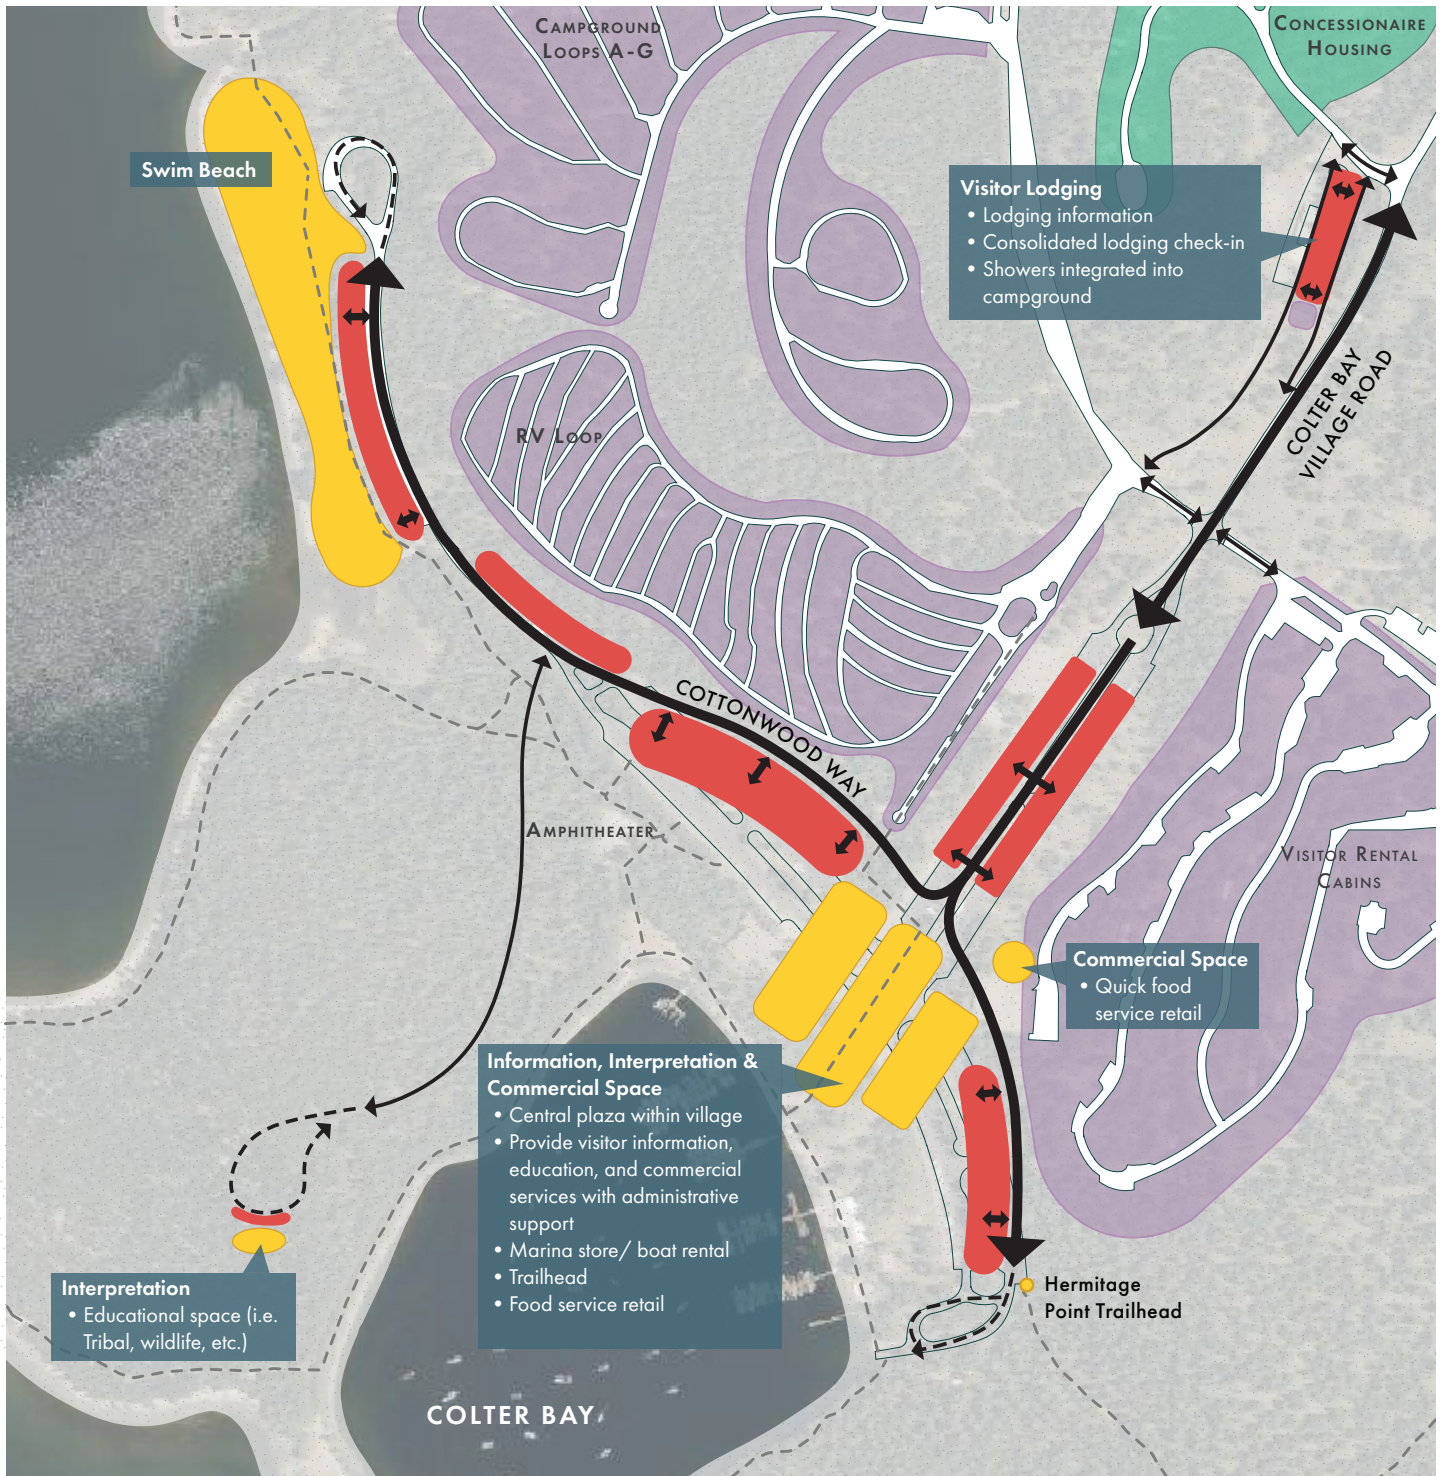 CAMPGROUND
LOOPS A-G
CONCESSIONAIRE
HOUSING
Swim Beach
Visitor Lodging
• Lodging information
• Consolidated lodging check-in
• Showers integrated into
campground
COLTER BAY
VILLAGE ROAD
RV LOOP
COTTONWOOD WAY
AMPHITHEATER
VISITOR RENTAL
CABINS
Commercial Space
• Quick food
service retail
Information, Interpretation &
Commercial Space
• Central plaza within village
• Provide visitor information,
education, and commercial
services with administrative
support
• Marina store/ boat rental
• Trailhead
• Food service retail
Interpretation
• Educational space (i.e.
Tribal, wildlife, etc.)
Hermitage
Point Trailhead
COLTER BAY